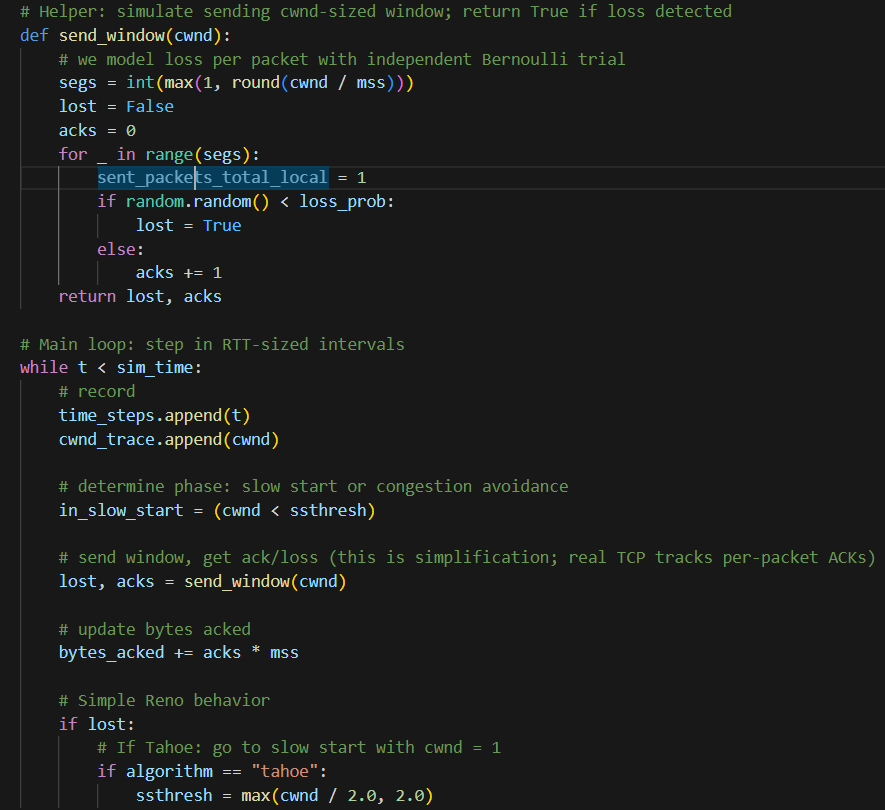 # Helper: simulate sending cwnd-sized window; return True if loss detected
def send_window(cwnd):
    # we model loss per packet with independent Bernoulli trial
    segs = int(max(1, round(cwnd / mss)))
    lost = False
    acks = 0
    for _ in range(segs):
        sent_packets_total_local = 1
        if random.random() < loss_prob:
            lost = True
        else:
            acks += 1
    return lost, acks

# Main loop: step in RTT-sized intervals
while t < sim_time:
    # record
    time_steps.append(t)
    cwnd_trace.append(cwnd)

    # determine phase: slow start or congestion avoidance
    in_slow_start = (cwnd < ssthresh)

    # send window, get ack/loss (this is simplification; real TCP tracks per-packet ACKs)
    lost, acks = send_window(cwnd)

    # update bytes acked
    bytes_acked += acks * mss

    # Simple Reno behavior
    if lost:
        # If Tahoe: go to slow start with cwnd = 1
        if algorithm == "tahoe":
            ssthresh = max(cwnd / 2.0, 2.0)